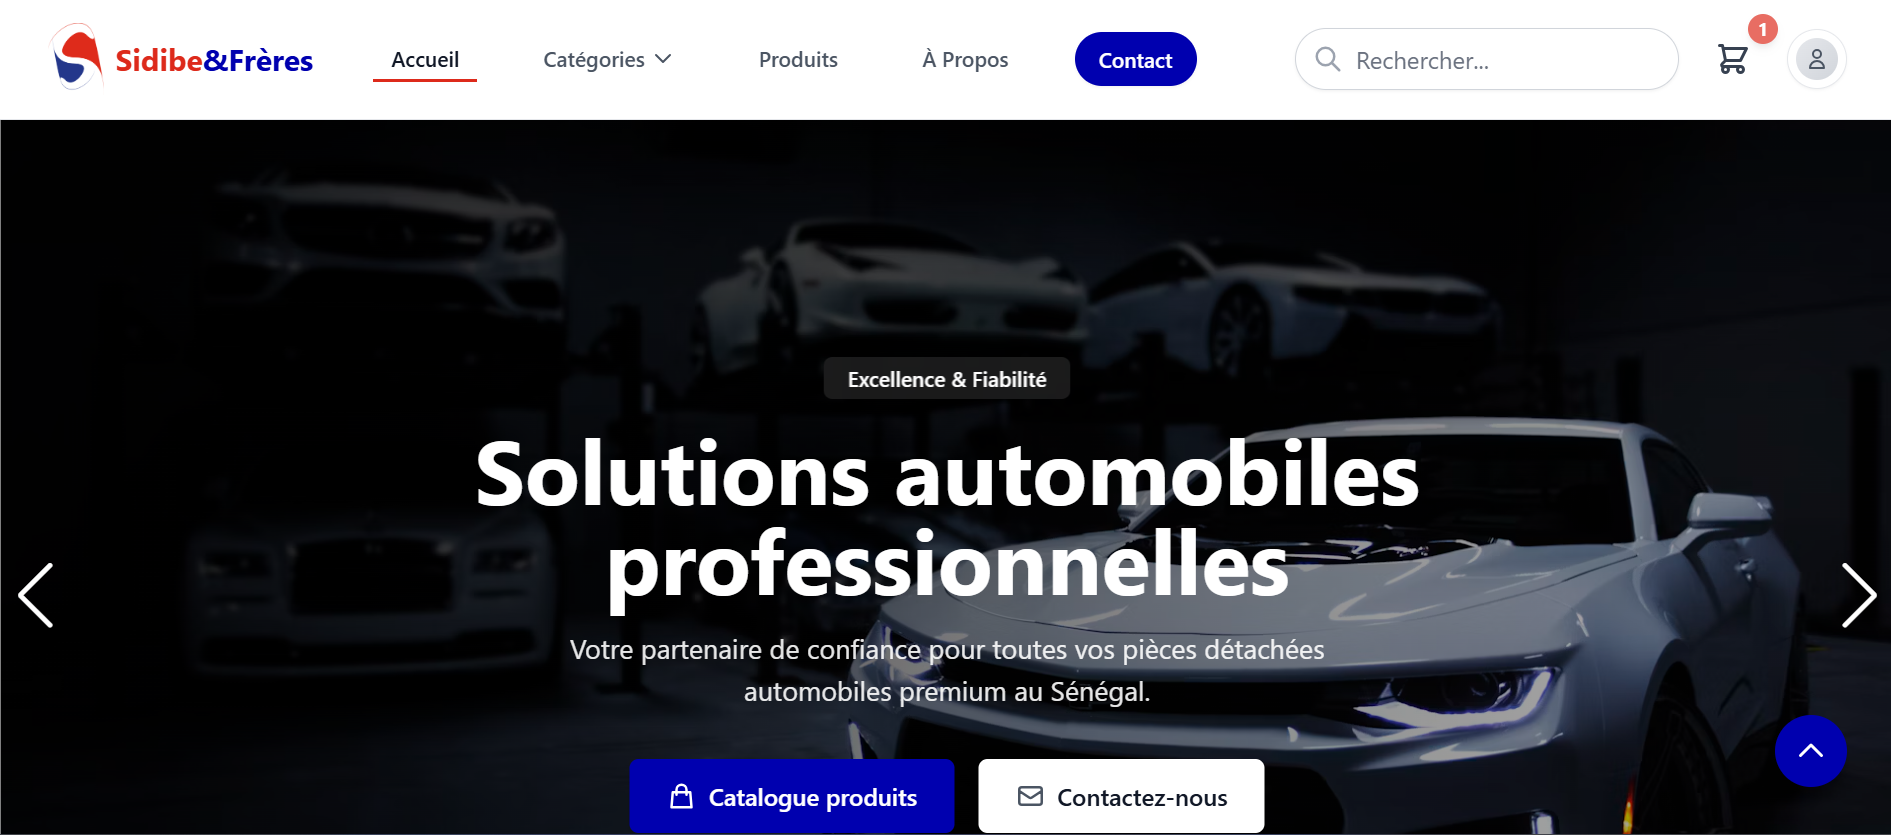 Sidibe&Frères
Accueil
Catégories
Produits
À Propos
Contact
Rechercher...
1
Excellence & Fiabilité
Solutions automobiles
professionnelles
Votre partenaire de confiance pour toutes vos pièces détachées
automobiles premium au Sénégal.
Catalogue produits
Contactez-nous